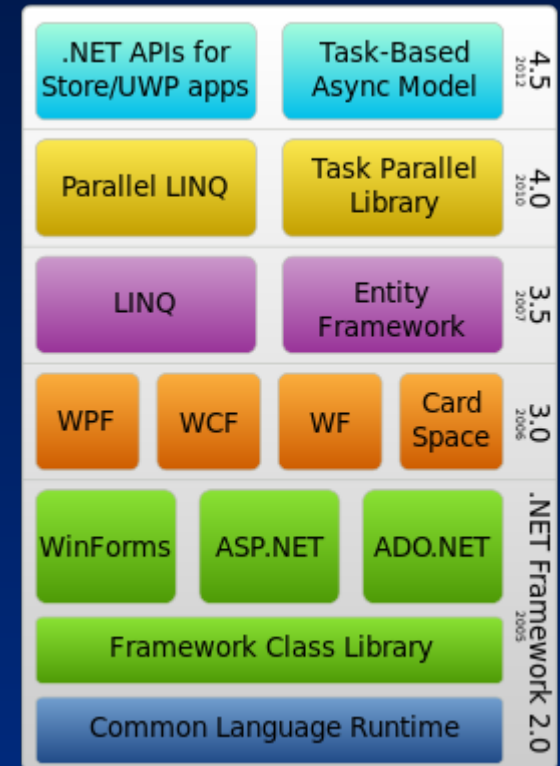 .NET APIs for
Store/UWP apps
Task-Based
Async Model
4.5
2012
Parallel LINQ
Task Parallel
Library
4.0
2010
LINQ
Entity
Framework
3.5
2007
WPF
WCF
WF
Card
Space
3.0
2006
WinForms
ASP.NET
ADO.NET
Framework Class Library
Common Language Runtime
.NET Framework 2.0
2005